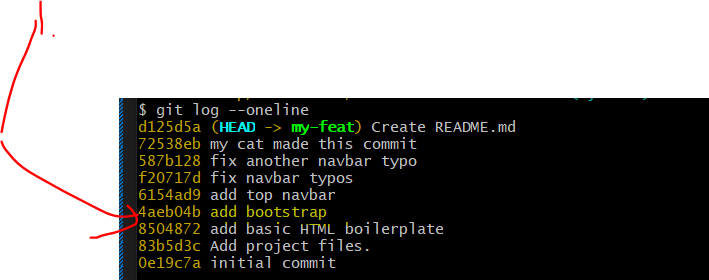 $ git log --oneline
d125d5a (HEAD -> my-feat) Create README.md
72538eb my cat made this commit
587b128 fix another navbar typo
f20717d fix navbar typos
6154ad9 add top navbar
4aeb04b add bootstrap
8504872 add basic HTML boilerplate
83b5d3c Add project files.
0e19c7a initial commit